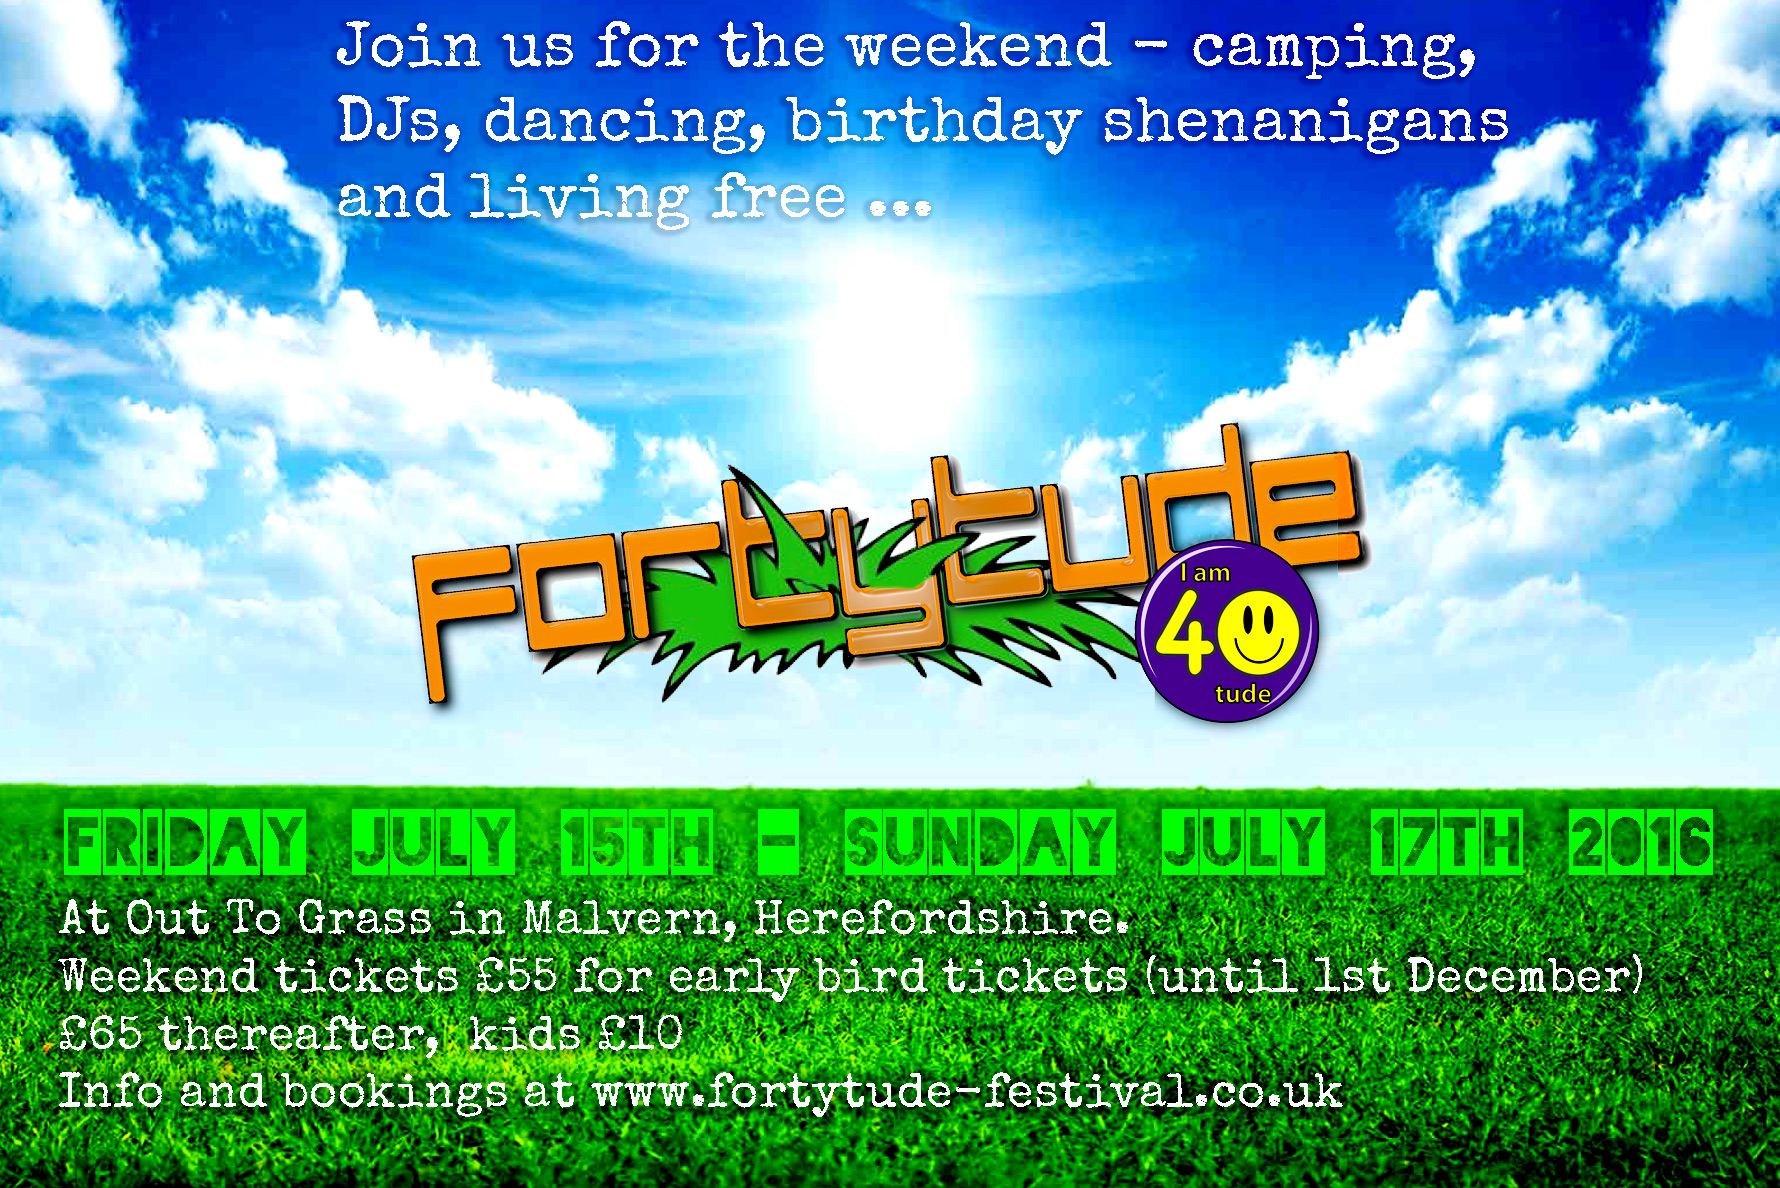 Join us for the weekend - camping,
DJs, dancing, birthday shenanigans
and living free ...
Fortytude
I am
40
tude
FRIDAY JULY 15TH - SUNDAY JULY 17TH 2016
At Out To Grass in Malvern, Herefordshire.
Weekend tickets £55 for early bird tickets (until 1st December)
£65 thereafter, kids £10
Info and bookings at www.fortytude-festival.co.uk